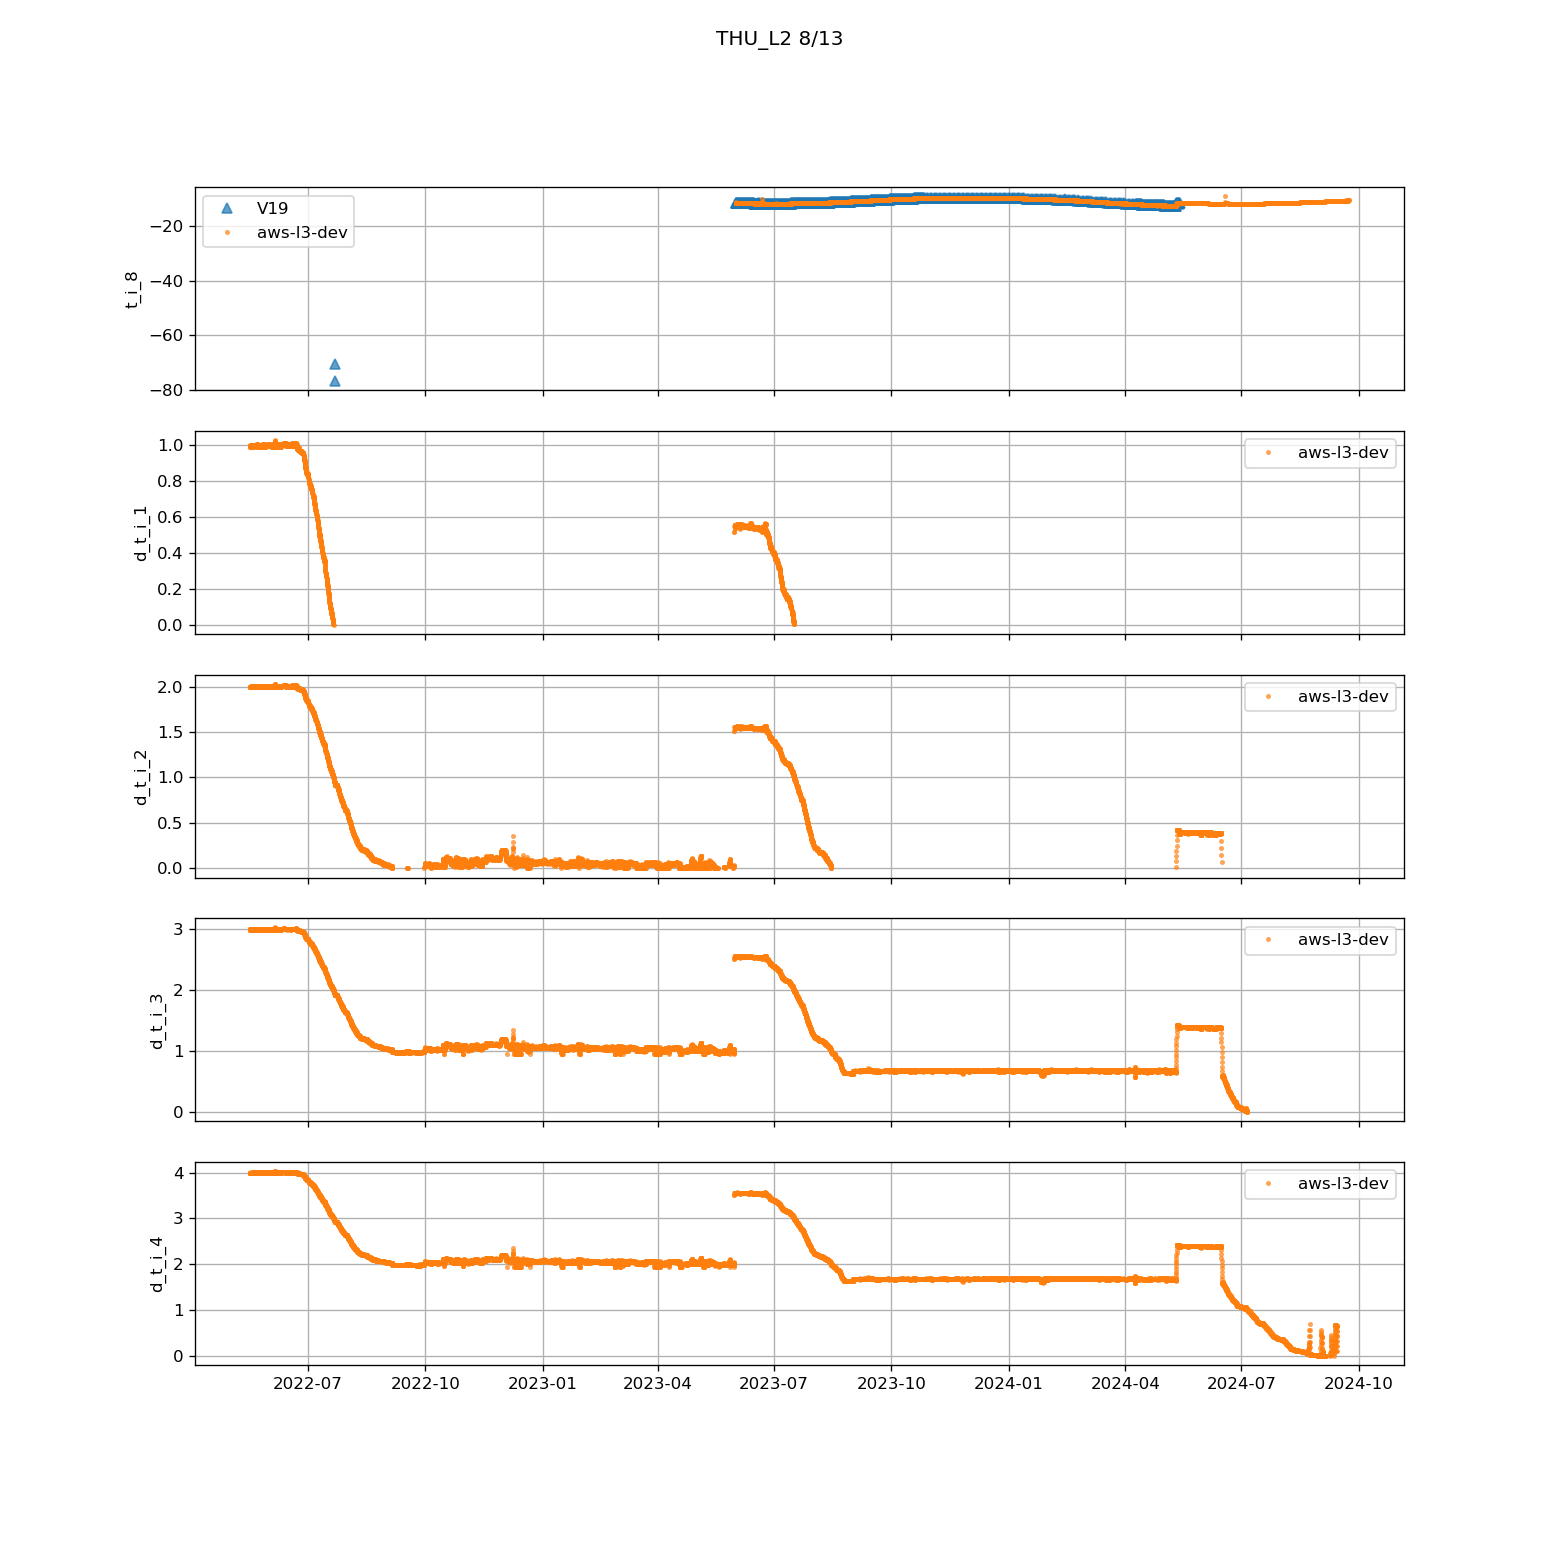 THU_L2 8/13
V19
aws-l3-dev
−20
−40
−60
−80
t_i_8
aws-l3-dev
1.0
0.8
0.6
0.4
0.2
0.0
d_t_i_1
aws-l3-dev
2.0
1.5
1.0
0.5
0.0
d_t_i_2
aws-l3-dev
3
2
1
0
d_t_i_3
aws-l3-dev
4
3
2
1
0
d_t_i_4
2022-07 2022-10 2023-01 2023-04 2023-07 2023-10 2024-01 2024-04 2024-07 2024-10